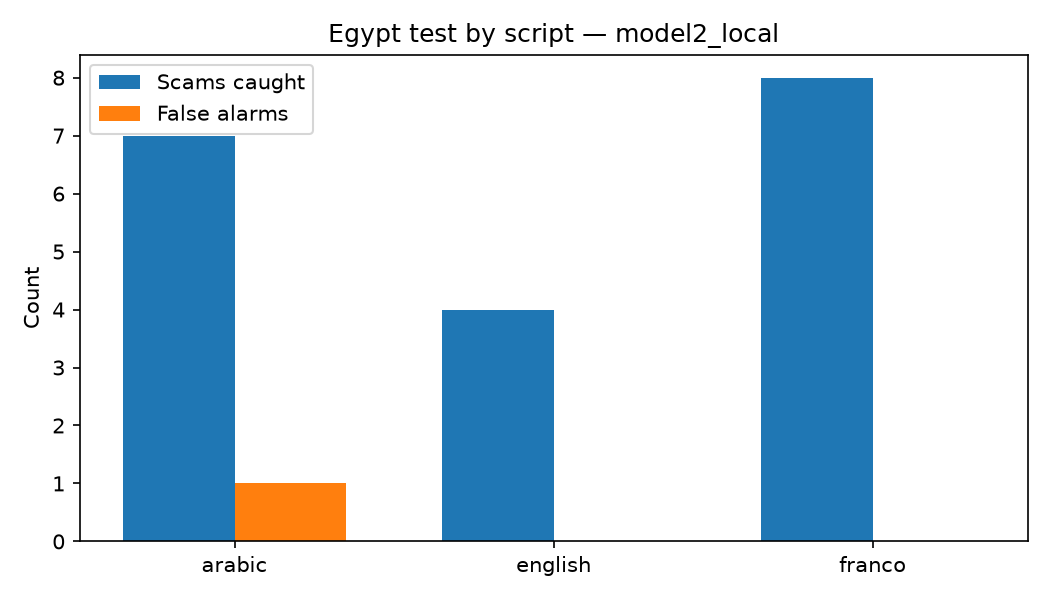 Egypt test by script — model2_local
Scams caught
False alarms
8
7
6
5
4
3
2
1
0
Count
arabic
english
franco